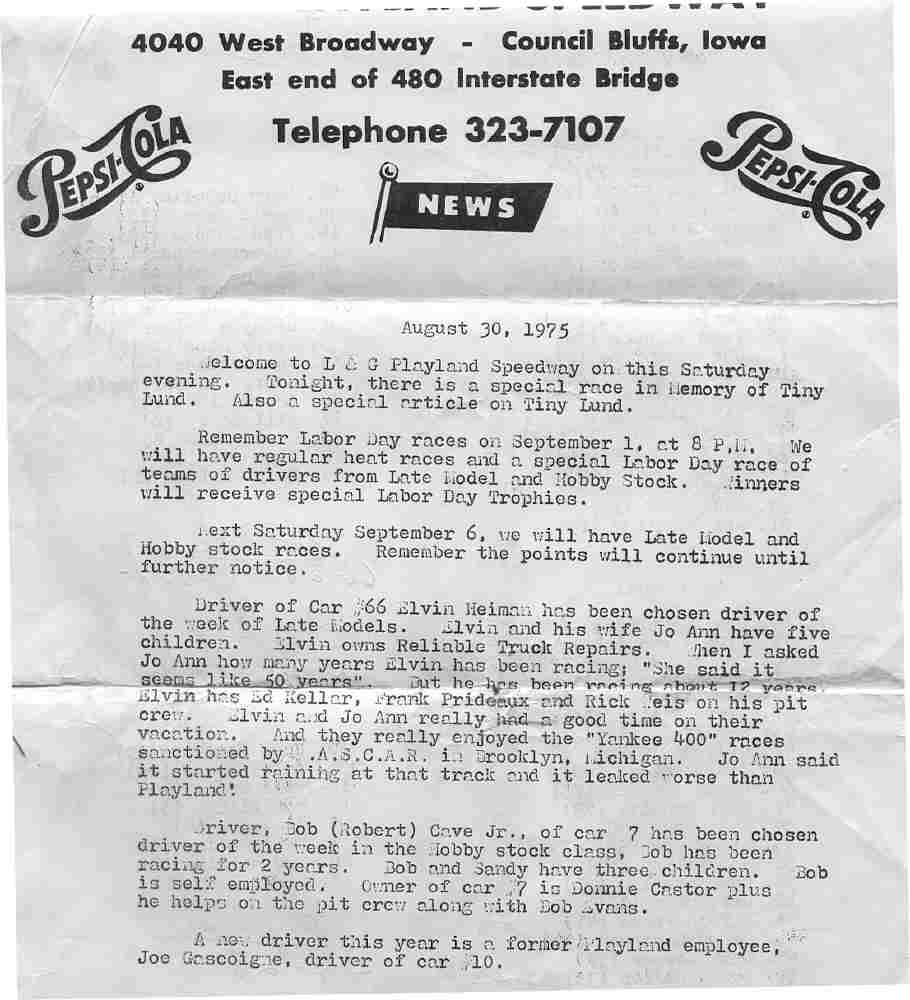 SPEEDWAY
4040 West Broadway - Council Bluffs, Iowa
East end of 480 Interstate Bridge
Telephone 323-7107
PEPSI-COLA
PEPSI-COLA
NEWS
August 30, 1975
Welcome to L & G Playland Speedway on this Saturday
evening. Tonight, there is a special race in Memory of Tiny
Lund. Also a special article on Tiny Lund.
Remember Labor Day races on September 1, at 8 P.M. We
will have regular heat races and a special Labor Day race of
teams of drivers from Late Model and Hobby Stock. Winners
will receive special Labor Day Trophies.
Next Saturday September 6, we will have Late Model and
Hobby stock races. Remember the points will continue until
further notice.
Driver of Car #66 Elvin Heiman has been chosen driver of
the week of Late Models. Elvin and his wife Jo Ann have five
children. Elvin owns Reliable Truck Repairs. When I asked
Jo Ann how many years Elvin has been racing; "She said it
seems like 50 years". But he has been racing about 12 years.
Elvin has Ed Kellar, Frank Prideaux and Rick Weis on his pit
crew. Elvin and Jo Ann really had a good time on their
vacation. And they really enjoyed the "Yankee 400" races
sanctioned by N.A.S.C.A.R. in Brooklyn, Michigan. Jo Ann said
it started raining at that track and it leaked worse than
Playland!
Driver, Bob (Robert) Cave Jr., of car 7 has been chosen
driver of the week in the Hobby stock class, Bob has been
racing for 2 years. Bob and Sandy have three children. Bob
is self employed. Owner of car #7 is Donnie Castor plus
he helps on the pit crew along with Bob Evans.
A new driver this year is a former Playland employee,
Joe Gascoigne, driver of car #10.